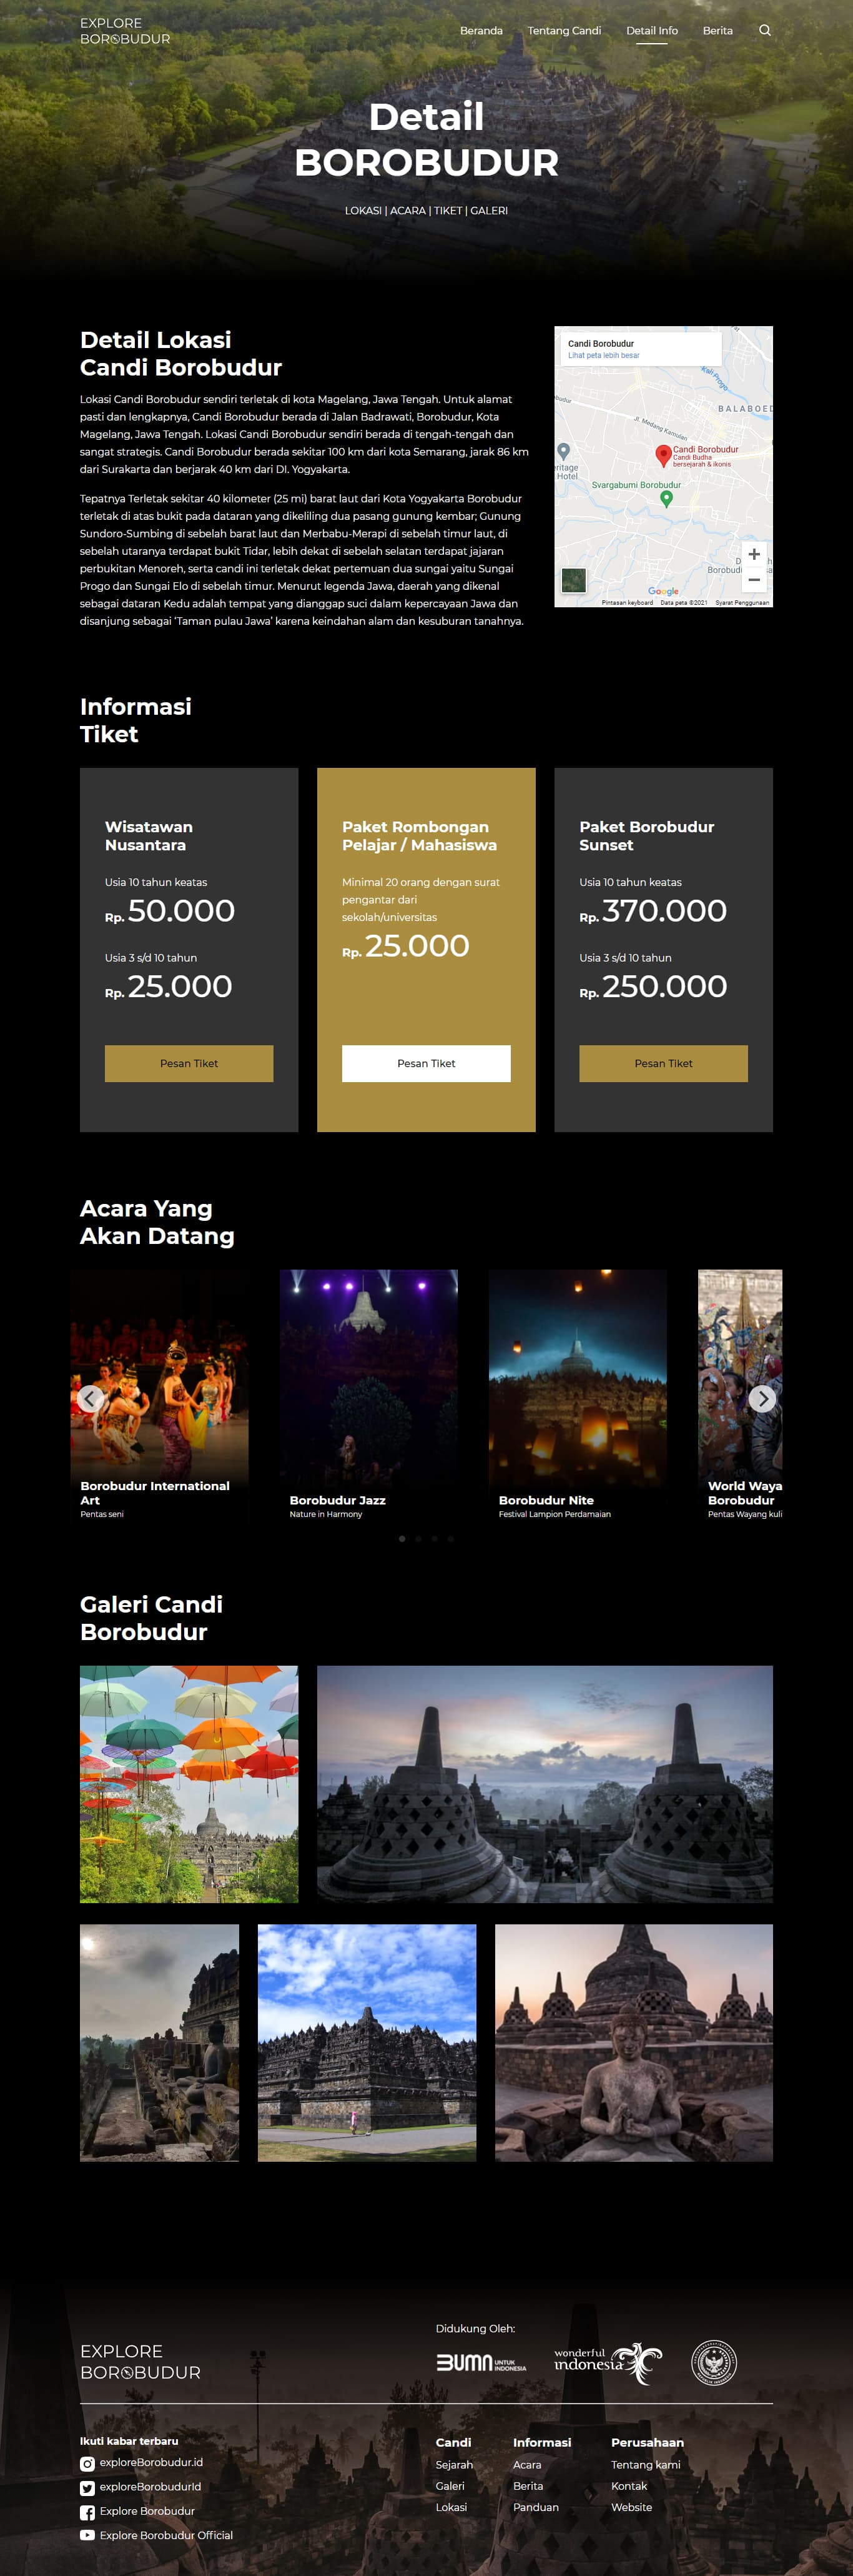 EXPLORE
BOROBUDUR
Beranda
Tentang Candi
Detail Info
Berita
Detail
BOROBUDUR
LOKASI | ACARA | TIKET | GALERI
Detail Lokasi
Candi Borobudur
Lokasi Candi Borobudur sendiri terletak di kota Magelang, Jawa Tengah. Untuk alamat
pasti dan lengkapnya, Candi Borobudur berada di Jalan Badrawati, Borobudur, Kota
Magelang, Jawa Tengah. Lokasi Candi Borobudur sendiri berada di tengah-tengah dan
sangat strategis. Candi Borobudur berada sekitar 100 km dari kota Semarang, jarak 86 km
dari Surakarta dan berjarak 40 km dari DI. Yogyakarta.
Tepatnya Terletak sekitar 40 kilometer (25 mi) barat laut dari Kota Yogyakarta Borobudur
terletak di atas bukit pada dataran yang dikeliling dua pasang gunung kembar; Gunung
Sundoro-Sumbing di sebelah barat laut dan Merbabu-Merapi di sebelah timur laut, di
sebelah utaranya terdapat bukit Tidar, lebih dekat di sebelah selatan terdapat jajaran
perbukitan Menoreh, serta candi ini terletak dekat pertemuan dua sungai yaitu Sungai
Progo dan Sungai Elo di sebelah timur. Menurut legenda Jawa, daerah yang dikenal
sebagai dataran Kedu adalah tempat yang dianggap suci dalam kepercayaan Jawa dan
disanjung sebagai ‘Taman pulau Jawa’ karena keindahan alam dan kesuburan tanahnya.
Candi Borobudur
Lihat peta lebih besar
Kali Progo
BALABOED
budur
Jl. Medang Kamulan
Candi Borobudur
Candi Budha
bersejarah & ikonis
eritage
Hotel
Svargabumi Borobudur
Borobudu
Google
Pintasan keyboard
Data peta ©2021
Syarat Penggunaan
Informasi
Tiket
Wisatawan
Nusantara
Usia 10 tahun keatas
Rp. 50.000
Usia 3 s/d 10 tahun
Rp. 25.000
Pesan Tiket
Paket Rombongan
Pelajar / Mahasiswa
Minimal 20 orang dengan surat
pengantar dari
sekolah/universitas
Rp. 25.000
Pesan Tiket
Paket Borobudur
Sunset
Usia 10 tahun keatas
Rp. 370.000
Usia 3 s/d 10 tahun
Rp. 250.000
Pesan Tiket
Acara Yang
Akan Datang
Borobudur International
Art
Pentas seni
Borobudur Jazz
Nature in Harmony
Borobudur Nite
Festival Lampion Perdamaian
World Waya
Borobudur
Pentas Wayang kuli
Galeri Candi
Borobudur
EXPLORE
BOROBUDUR
Didukung Oleh:
BUMN UNTUK
INDONESIA
wonderful
indonesia
Ikuti kabar terbaru
exploreBorobudur.id
exploreBorobudurId
Explore Borobudur
Explore Borobudur Official
Candi
Sejarah
Galeri
Lokasi
Informasi
Acara
Berita
Panduan
Perusahaan
Tentang kami
Kontak
Website